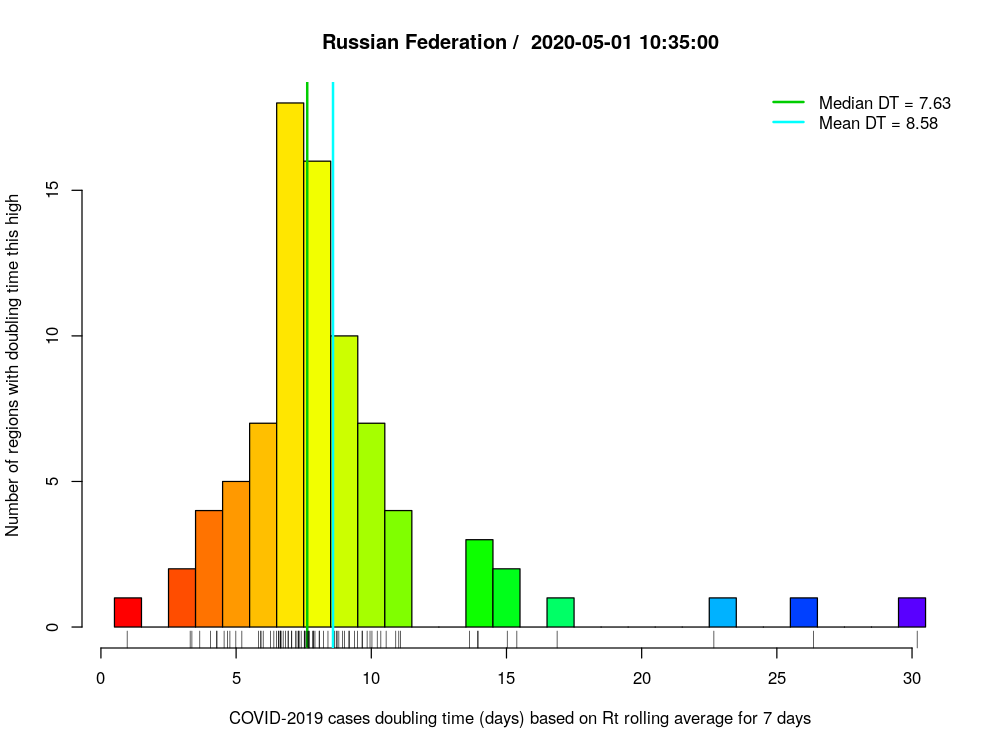 Russian Federation /  2020-05-01 10:35:00
Median DT = 7.63
Mean DT = 8.58
Number of regions with doubling time this high
15
10
5
0
0 5 10 15 20 25 30
COVID-2019 cases doubling time (days) based on Rt rolling average for 7 days